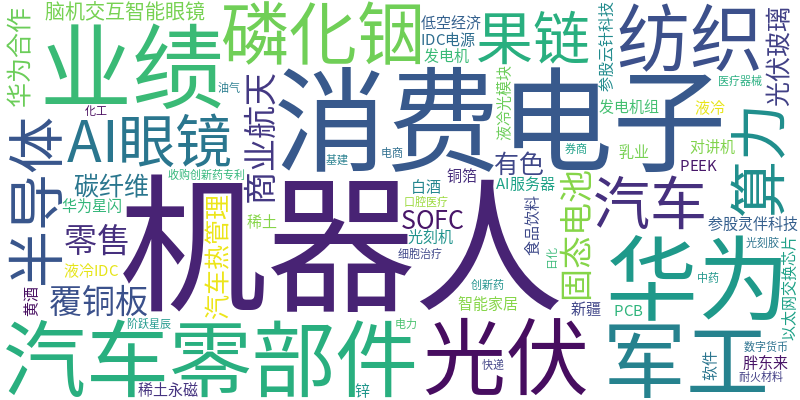 脑机交互智能眼镜
华为合作
业绩
磷化铟
低空经济
IDC电源
发电机
果链
参股云针科技
纺织
光伏玻璃
油气
化工
AI眼镜
商业航天
消费电子
液冷光模块
医疗器械
发电机组
液冷
半导体
基建
电商
券商
乳业
对讲机
算力
收购创新药专利
碳纤维
华为星闪
有色
铜箔
PEEK
白酒
AI服务器
口腔医疗
机器人
汽车热管理
稀土
SOFC
光刻机
食品饮料
固态电池
汽车
参股灵伴科技
零售
细胞治疗
日化
华为
光刻胶
以太网交换芯片
液冷IDC
黄酒
覆铜板
创新药
中药
智能家居
新疆
PCB
阶跃星辰
电力
汽车零部件
光伏
军工
数字货币
软件
胖东来
快递
耐火材料
稀土永磁
锌